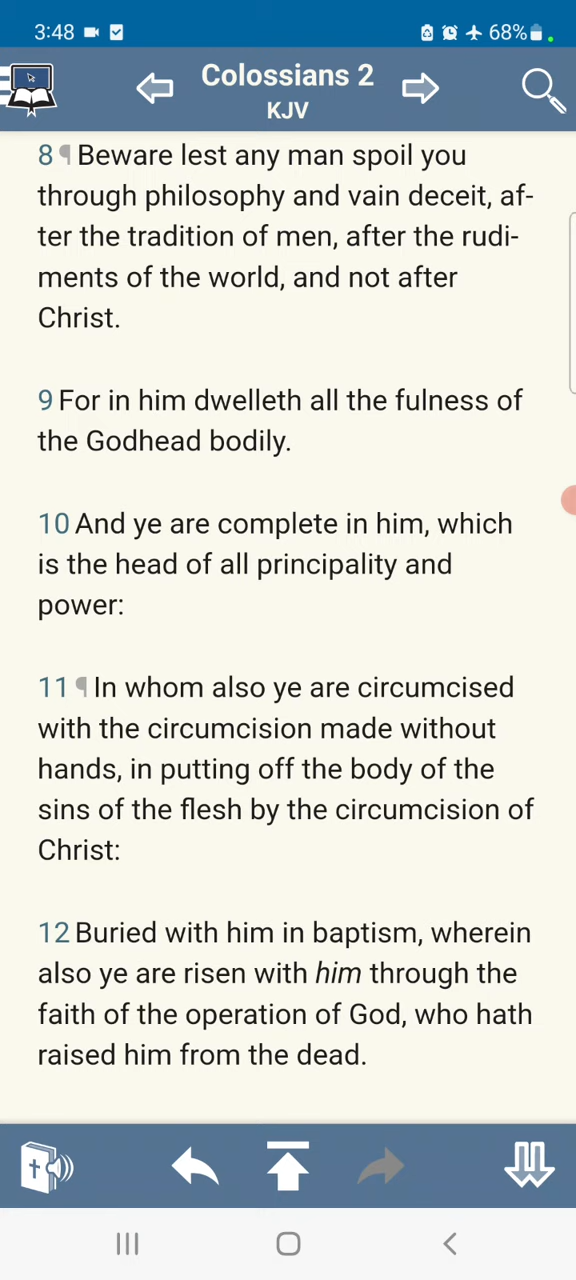 3:48
68%
Colossians 2
KJV
8 ¶ Beware lest any man spoil you
through philosophy and vain deceit, af-
ter the tradition of men, after the rudi-
ments of the world, and not after
Christ.
9 For in him dwelleth all the fulness of
the Godhead bodily.
10 And ye are complete in him, which
is the head of all principality and
power:
11 ¶ In whom also ye are circumcised
with the circumcision made without
hands, in putting off the body of the
sins of the flesh by the circumcision of
Christ:
12 Buried with him in baptism, wherein
also ye are risen with him through the
faith of the operation of God, who hath
raised him from the dead.